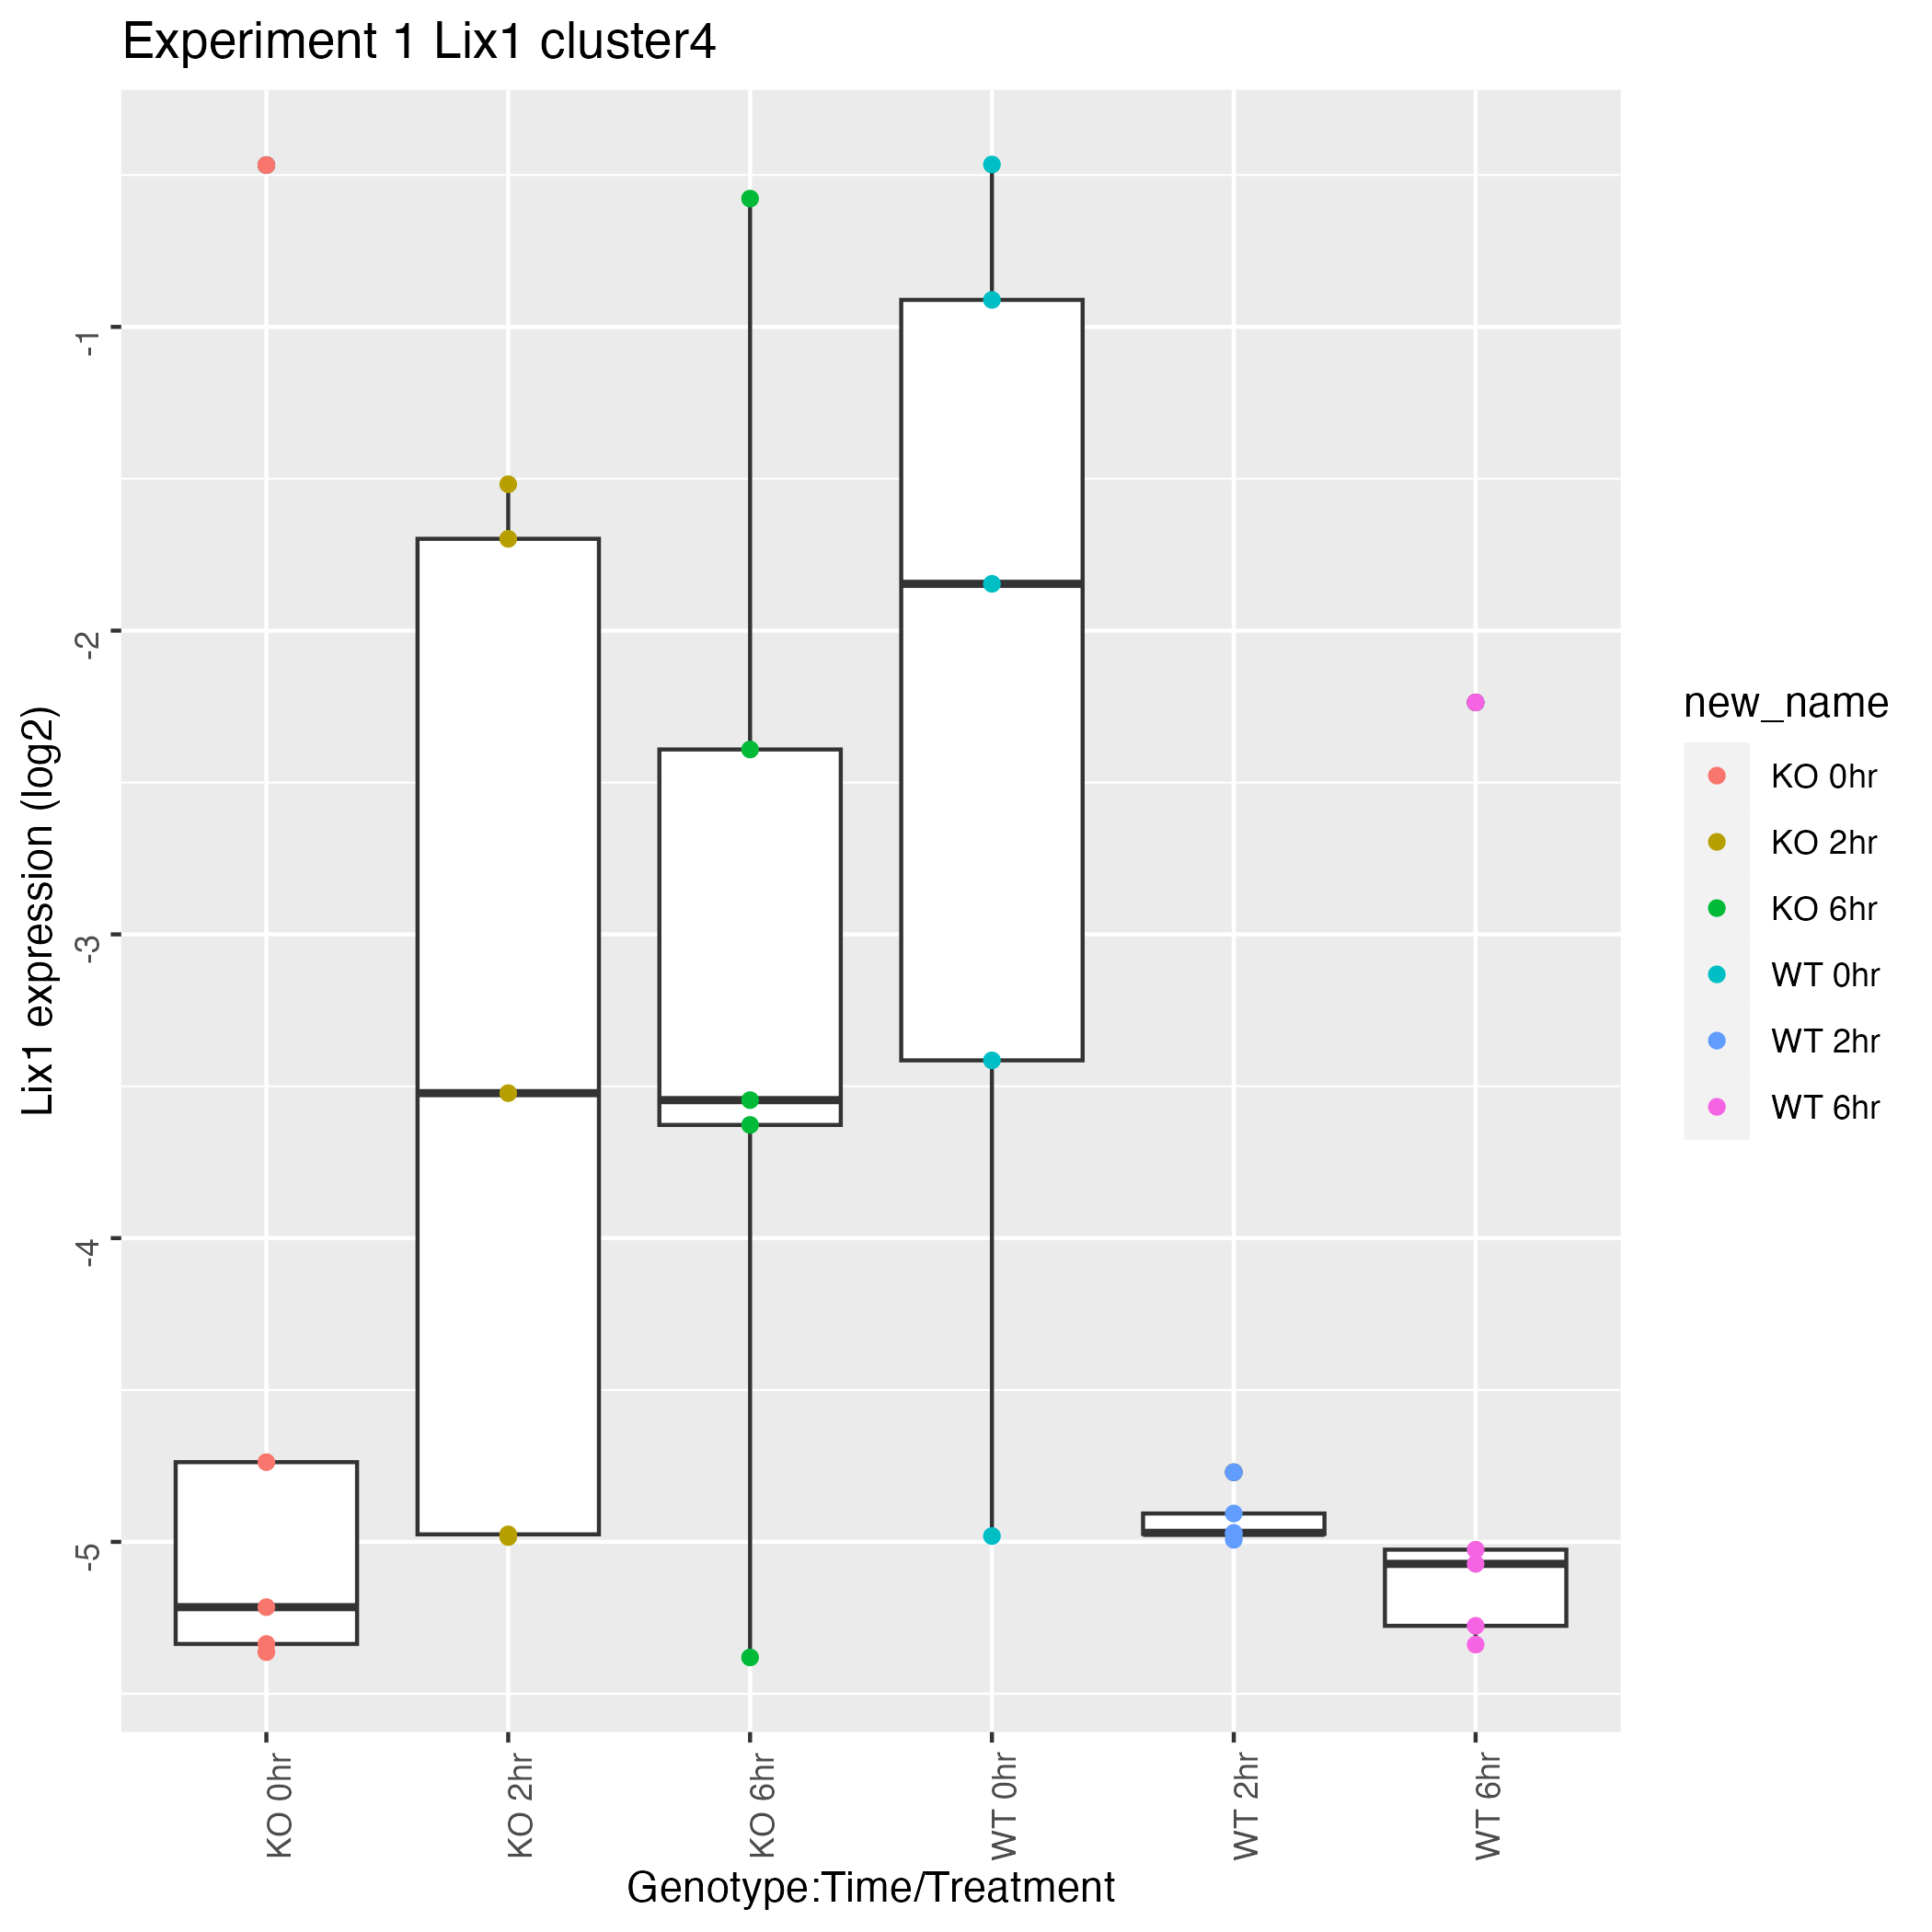 Experiment 1 Lix1 cluster4
Lix1 expression (log2)
-1
-2
-3
-4
-5
KO 0hr
KO 2hr
KO 6hr
WT 0hr
WT 2hr
WT 6hr
Genotype:Time/Treatment
new_name
KO 0hr
KO 2hr
KO 6hr
WT 0hr
WT 2hr
WT 6hr